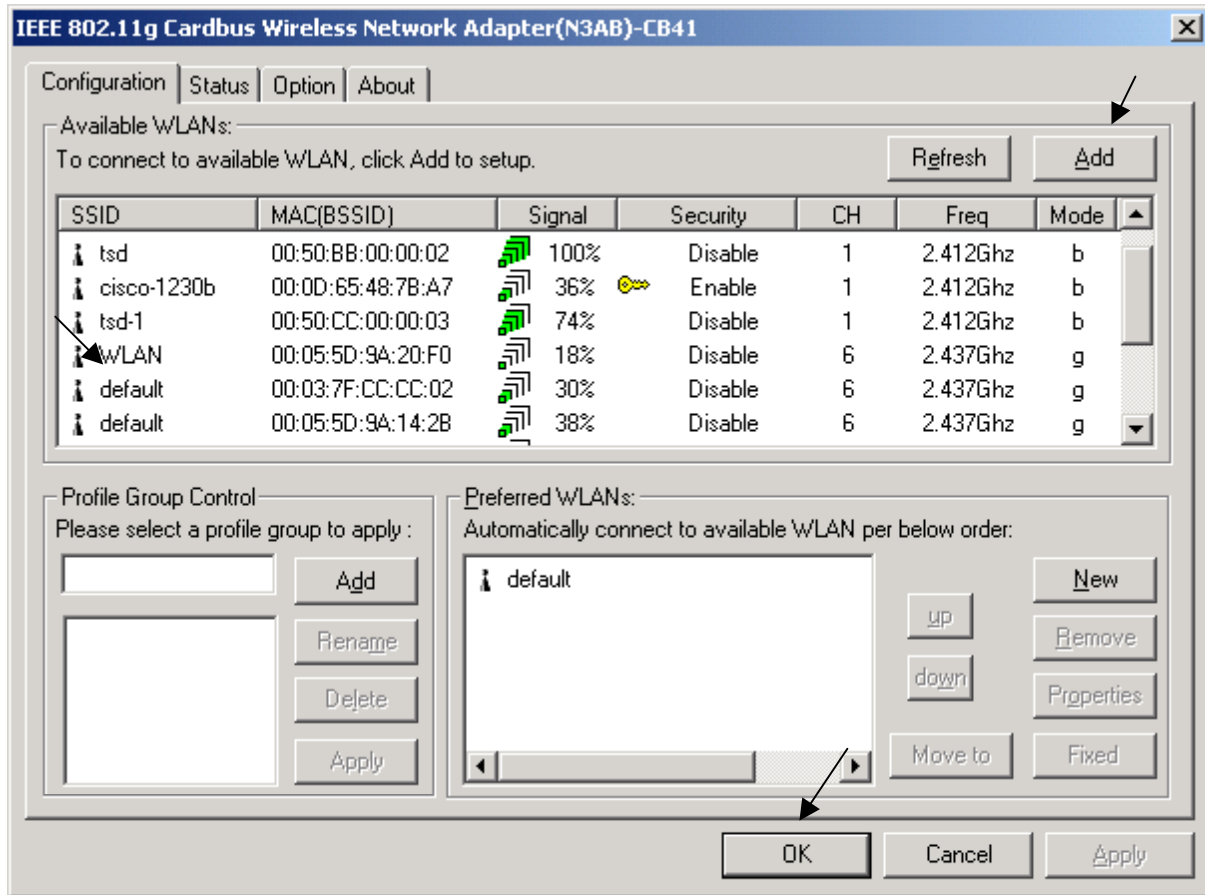 IEEE 802.11g Cardbus Wireless Network Adapter(N3AB)-CB41
Configuration Status Option About
Available WLANs:
To connect to available WLAN, click Add to setup.
Refresh Add
SSID MAC(BSSID) Signal Security CH Freq Mode
tsd 00:50:BB:00:00:02 100% Disable 1 2.412Ghz b
cisco-1230b 00:0D:65:48:7B:A7 36% Enable 1 2.412Ghz b
tsd-1 00:50:CC:00:00:03 74% Disable 1 2.412Ghz b
WLAN 00:05:5D:9A:20:F0 18% Disable 6 2.437Ghz g
default 00:03:7F:CC:CC:02 30% Disable 6 2.437Ghz g
default 00:05:5D:9A:14:2B 38% Disable 6 2.437Ghz g
Profile Group Control
Please select a profile group to apply :
Add
Rename
Delete
Apply
Preferred WLANs:
Automatically connect to available WLAN per below order:
default
up
down
Move to
New
Remove
Properties
Fixed
OK Cancel Apply